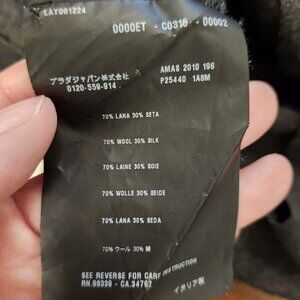 LAY001224
0000ET - C0310 - 00002
プラダジャパン株式会社 AMAS 2010 196
0120-559-914 P25440 1A8M
70% LANA 30% SETA
70% WOOL 30% SILK
70% LAINE 30% SOIE
70% WOLLE 30% SEIDE
70% LANA 30% SEDA
70% ウール 30% 絹
SEE REVERSE FOR CARE INSTRUCTION
RN.98339 - CA.34767
イタリア製